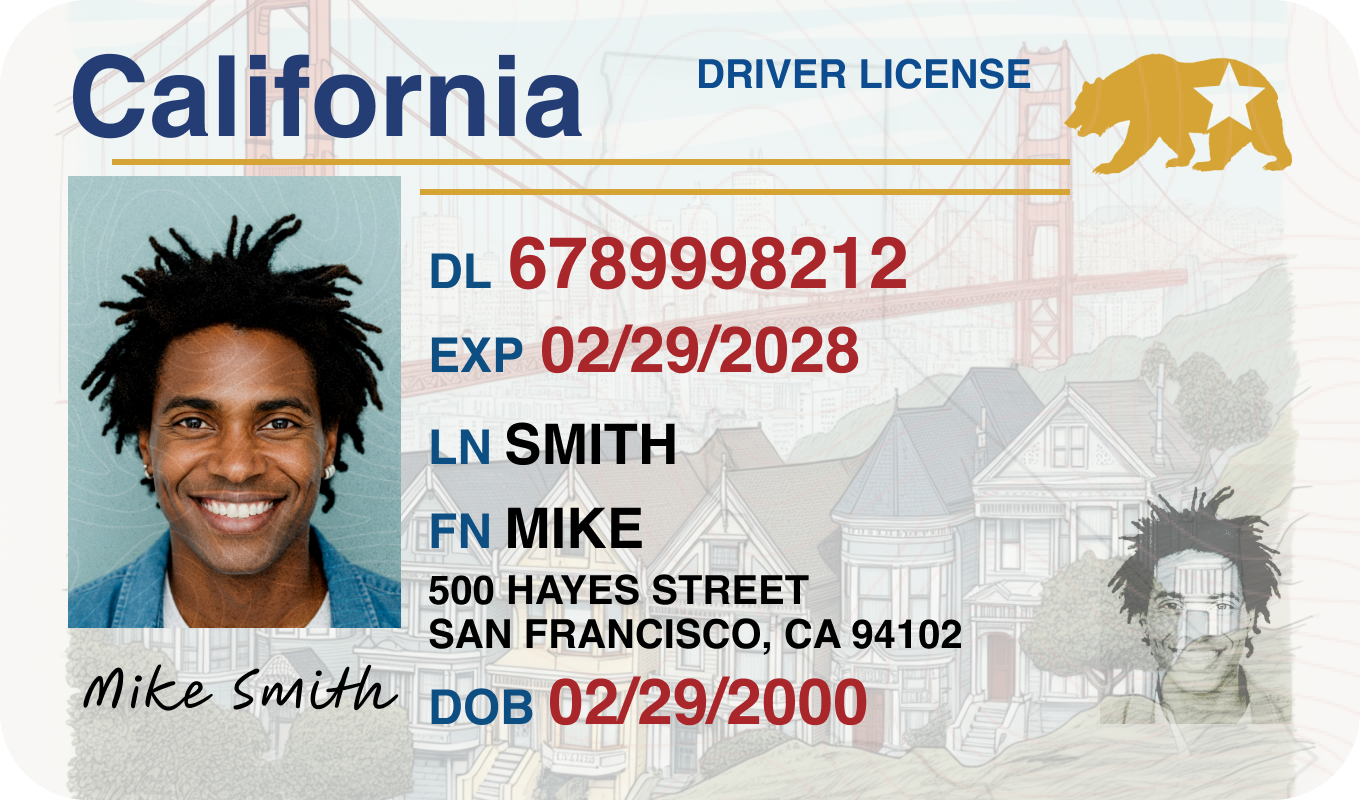 California
DRIVER LICENSE
DL 6789998212
EXP 02/29/2028
LN SMITH
FN MIKE
500 HAYES STREET
SAN FRANCISCO, CA 94102
DOB 02/29/2000
Mike Smith